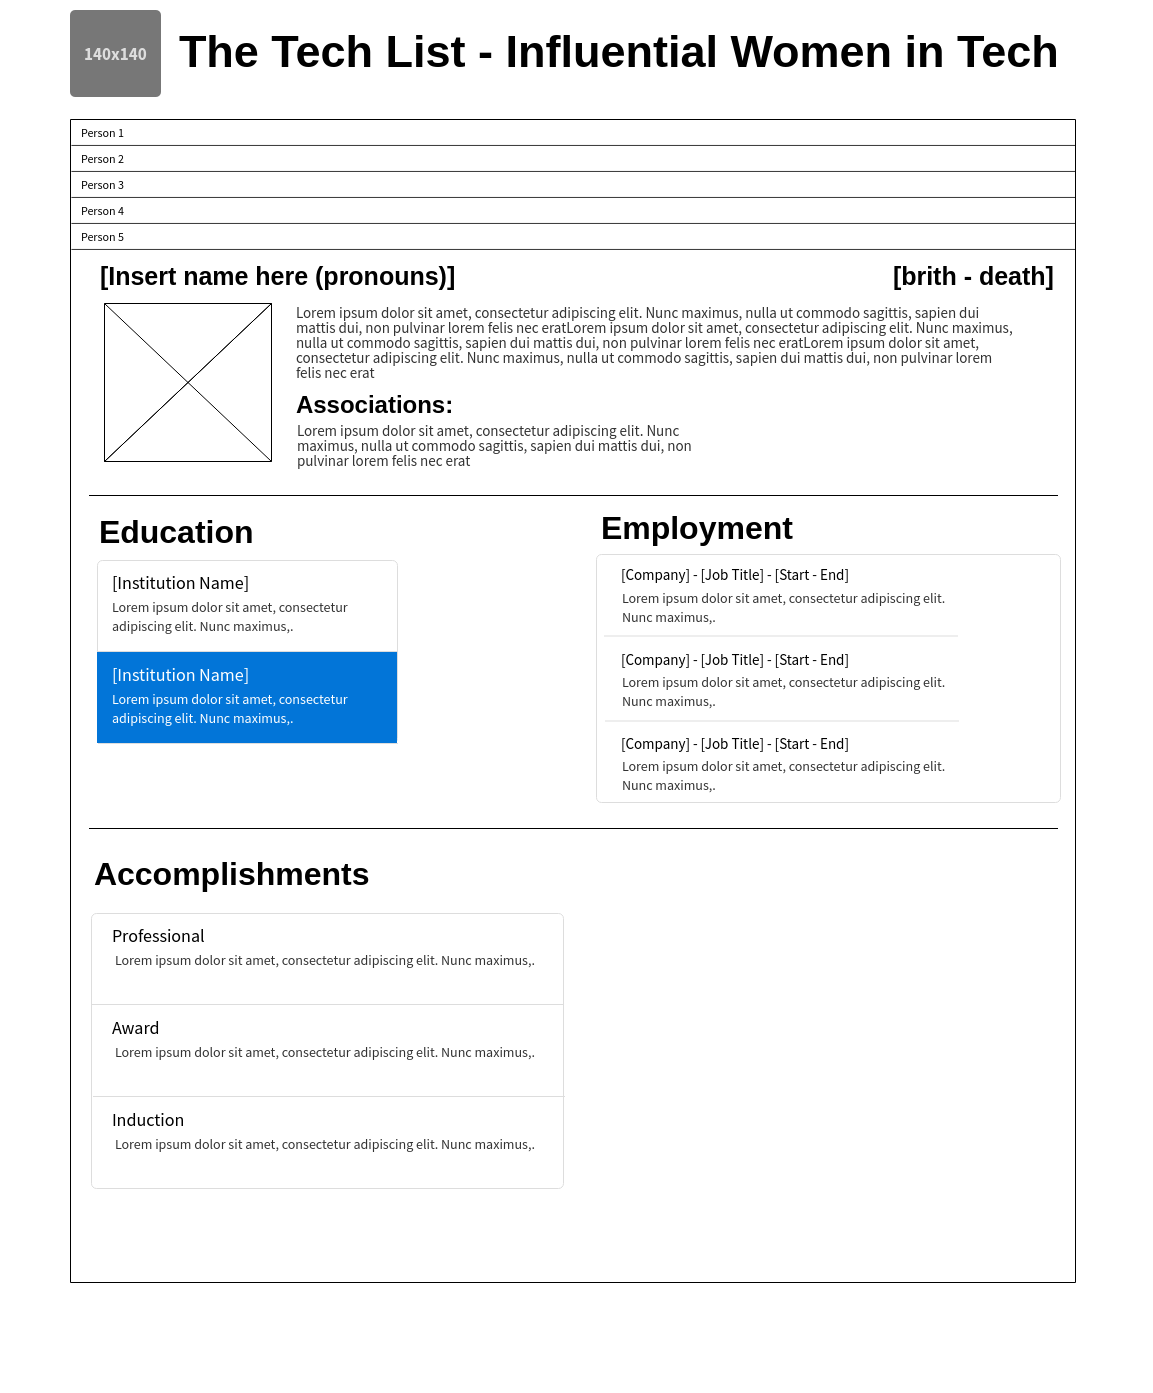 140x140
The Tech List - Influential Women in Tech
Person 1
Person 2
Person 3
Person 4
Person 5
[Insert name here (pronouns)]
[brith - death]
Lorem ipsum dolor sit amet, consectetur adipiscing elit. Nunc maximus, nulla ut commodo sagittis, sapien dui
mattis dui, non pulvinar lorem felis nec eratLorem ipsum dolor sit amet, consectetur adipiscing elit. Nunc maximus,
nulla ut commodo sagittis, sapien dui mattis dui, non pulvinar lorem felis nec eratLorem ipsum dolor sit amet,
consectetur adipiscing elit. Nunc maximus, nulla ut commodo sagittis, sapien dui mattis dui, non pulvinar lorem
felis nec erat
Associations:
Lorem ipsum dolor sit amet, consectetur adipiscing elit. Nunc
maximus, nulla ut commodo sagittis, sapien dui mattis dui, non
pulvinar lorem felis nec erat
Education
[Institution Name]
Lorem ipsum dolor sit amet, consectetur
adipiscing elit. Nunc maximus,.
[Institution Name]
Lorem ipsum dolor sit amet, consectetur
adipiscing elit. Nunc maximus,.
Employment
[Company] - [Job Title] - [Start - End]
Lorem ipsum dolor sit amet, consectetur adipiscing elit.
Nunc maximus,.
[Company] - [Job Title] - [Start - End]
Lorem ipsum dolor sit amet, consectetur adipiscing elit.
Nunc maximus,.
[Company] - [Job Title] - [Start - End]
Lorem ipsum dolor sit amet, consectetur adipiscing elit.
Nunc maximus,.
Accomplishments
Professional
Lorem ipsum dolor sit amet, consectetur adipiscing elit. Nunc maximus,.
Award
Lorem ipsum dolor sit amet, consectetur adipiscing elit. Nunc maximus,.
Induction
Lorem ipsum dolor sit amet, consectetur adipiscing elit. Nunc maximus,.